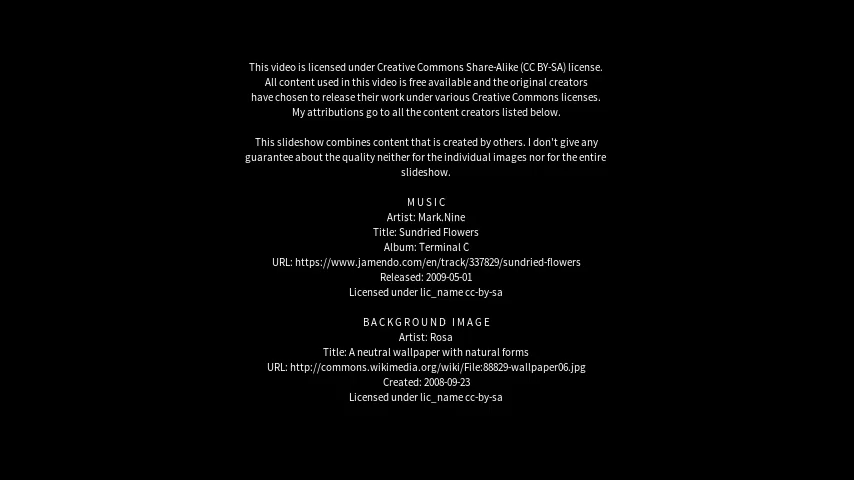 This video is licensed under Creative Commons Share-Alike (CC BY-SA) license.
All content used in this video is free available and the original creators
have chosen to release their work under various Creative Commons licenses.
My attributions go to all the content creators listed below.
This slideshow combines content that is created by others. I don't give any
guarantee about the quality neither for the individual images nor for the entire
slideshow.
MUSIC
Artist: Mark.Nine
Title: Sundried Flowers
Album: Terminal C
URL: https://www.jamendo.com/en/track/337829/sundried-flowers
Released: 2009-05-01
Licensed under lic_name cc-by-sa
BACKGROUND IMAGE
Artist: Rosa
Title: A neutral wallpaper with natural forms
URL: http://commons.wikimedia.org/wiki/File:88829-wallpaper06.jpg
Created: 2008-09-23
Licensed under lic_name cc-by-sa